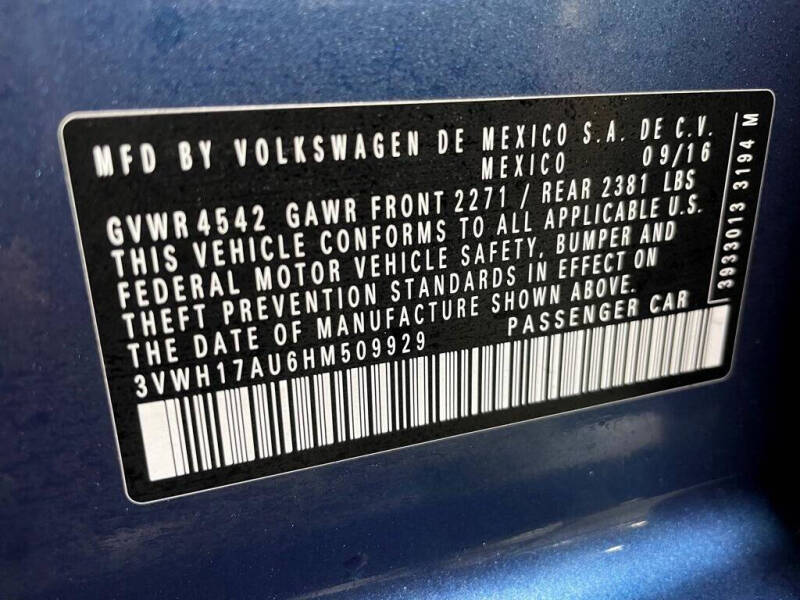 MFD BY VOLKSWAGEN DE MEXICO S.A. DE C.V.
MEXICO 09/16
GVWR 4542 GAWR FRONT 2271 / REAR 2381 LBS
THIS VEHICLE CONFORMS TO ALL APPLICABLE U.S.
FEDERAL MOTOR VEHICLE SAFETY, BUMPER AND
THEFT PREVENTION STANDARDS IN EFFECT ON
THE DATE OF MANUFACTURE SHOWN ABOVE.
3VWH17AU6HM509929 PASSENGER CAR
3933013 3194 M